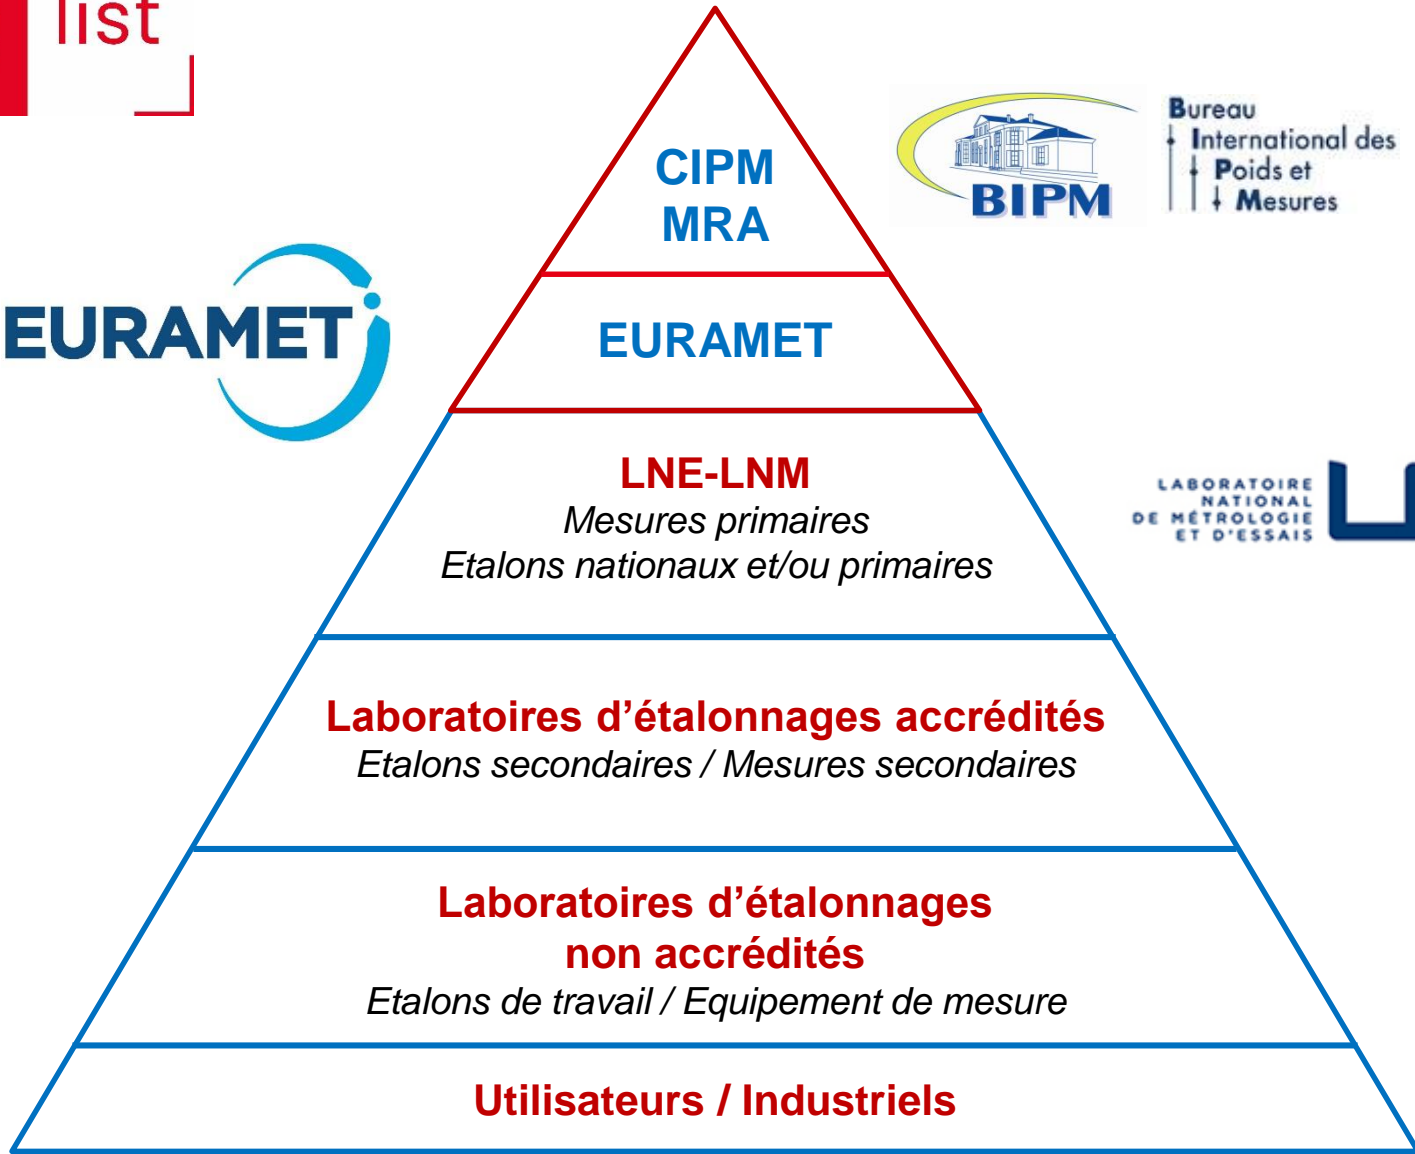 list
CIPM
MRA
BIPM
Bureau
International des
Poids et
Mesures
EURAMET
EURAMET
LNE-LNM
Mesures primaires
Etalons nationaux et/ou primaires
LABORATOIRE
NATIONAL
DE MÉTROLOGIE
ET D'ESSAIS
Laboratoires d’étalonnages accrédités
Etalons secondaires / Mesures secondaires
Laboratoires d’étalonnages
non accrédités
Etalons de travail / Equipement de mesure
Utilisateurs / Industriels